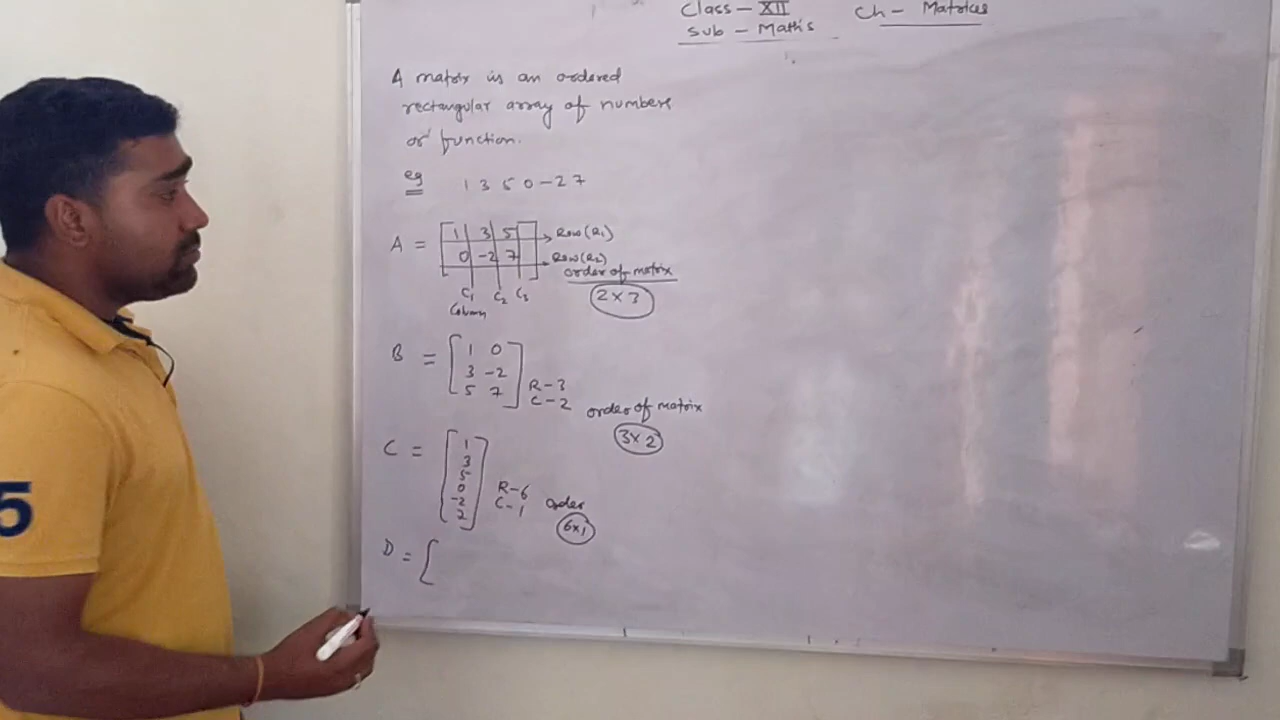 Class - XII Ch - Matrices
Sub - Maths
A matrix is an ordered
rectangular array of numbers
or function.
eg 1 3 5 0 -2 7
A = [ 1 3 5 ] → Row (R1)
0 -2 7 → Row (R2)
order of matrix
C1 C2 C3 2 × 3
Column
B = [ 1 0 ]
3 -2
5 7 R - 3
C - 2
order of matrix
3 × 2
C = [ 1 ]
3
5
0
-2 R - 6
2 C - 1 order
6 × 1
D = [
5